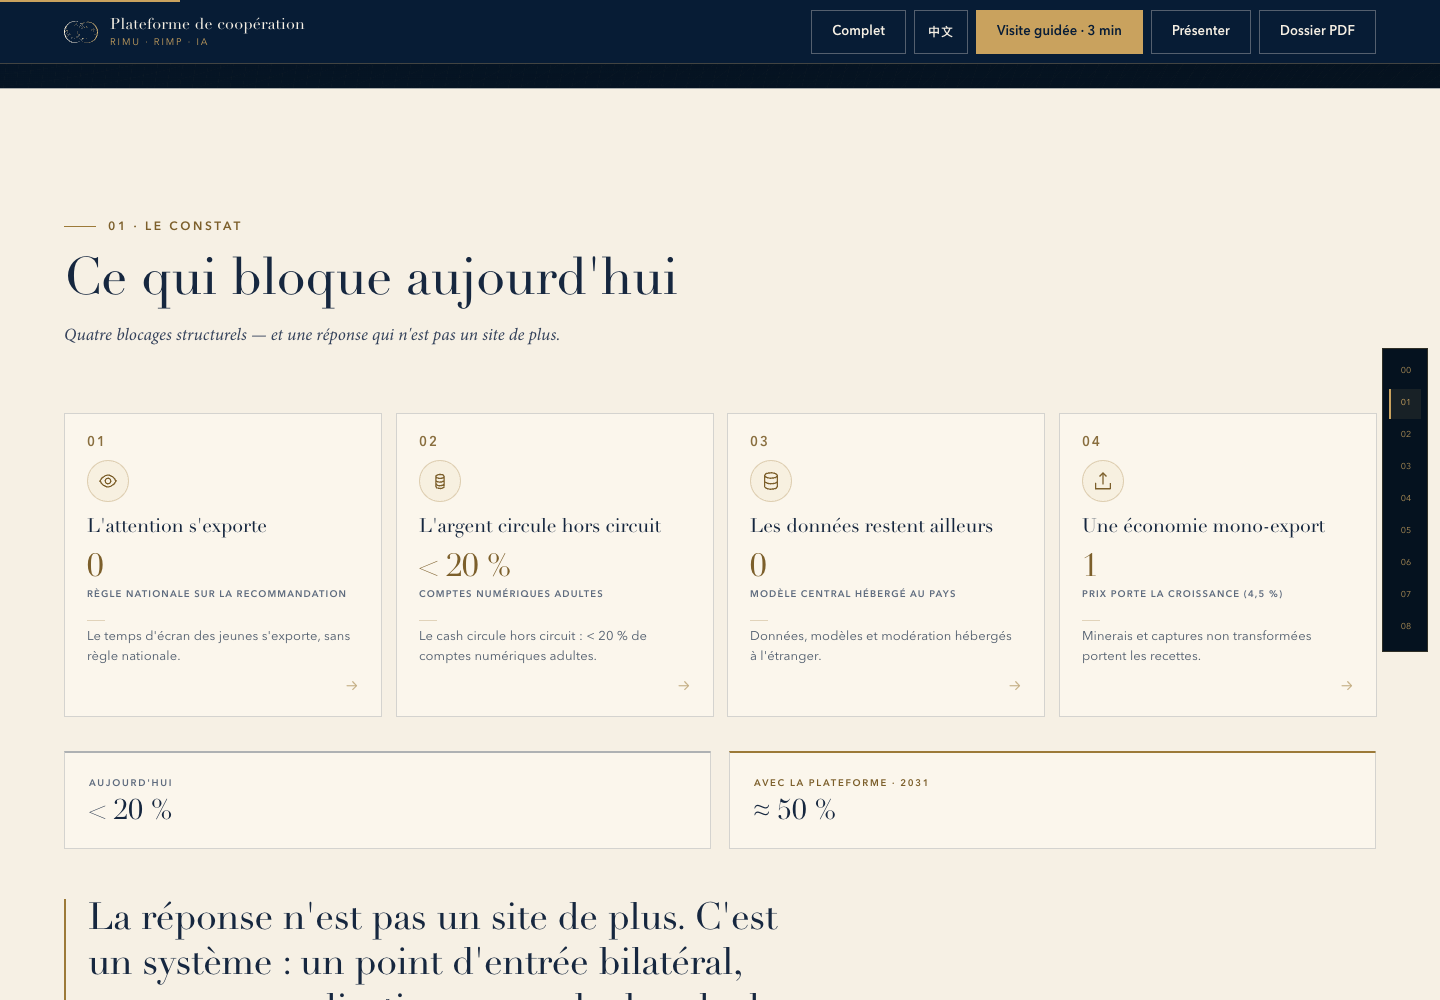 Plateforme de coopération
RIMU · RIMP · IA
Complet
中文
Visite guidée · 3 min
Présenter
Dossier PDF
01 · LE CONSTAT
Ce qui bloque aujourd'hui
Quatre blocages structurels — et une réponse qui n'est pas un site de plus.
01
L'attention s'exporte
0
RÈGLE NATIONALE SUR LA RECOMMANDATION
Le temps d'écran des jeunes s'exporte, sans
règle nationale.
→
02
L'argent circule hors circuit
< 20 %
COMPTES NUMÉRIQUES ADULTES
Le cash circule hors circuit : < 20 % de
comptes numériques adultes.
→
03
Les données restent ailleurs
0
MODÈLE CENTRAL HÉBERGÉ AU PAYS
Données, modèles et modération hébergés
à l'étranger.
→
04
Une économie mono-export
1
PRIX PORTE LA CROISSANCE (4,5 %)
Minerais et captures non transformées
portent les recettes.
→
00
01
02
03
04
05
06
07
08
AUJOURD'HUI
< 20 %
AVEC LA PLATEFORME · 2031
≈ 50 %
La réponse n'est pas un site de plus. C'est
un système : un point d'entrée bilatéral,